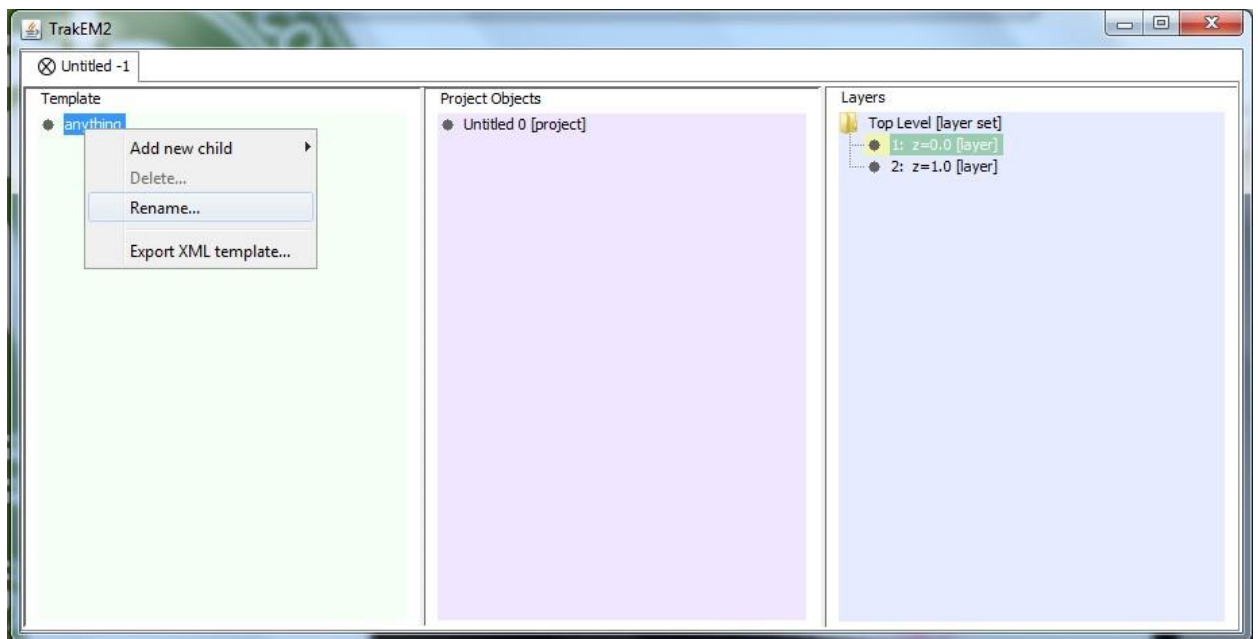 TrakEM2
Untitled -1
Template
anything
Add new child
Delete...
Rename...
Export XML template...
Project Objects
Untitled 0 [project]
Layers
Top Level [layer set]
1: z=0.0 [layer]
2: z=1.0 [layer]